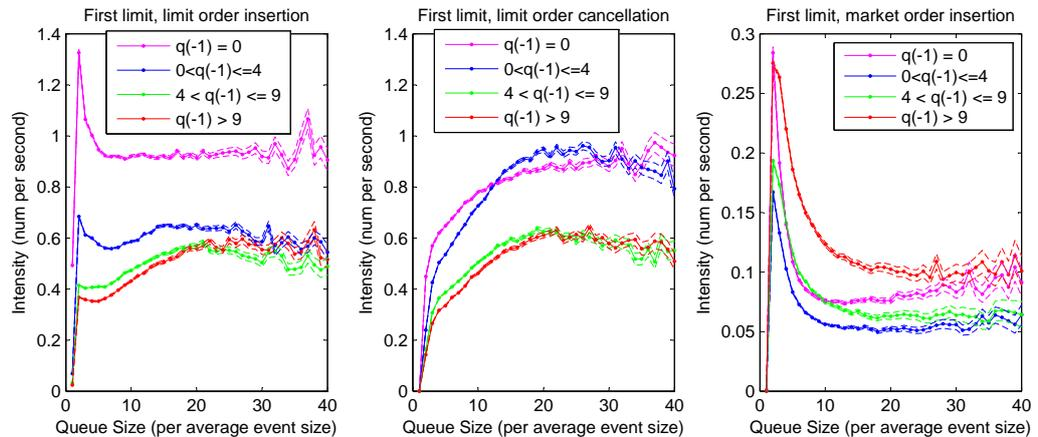 First limit, limit order insertion
Intensity (num per second)
1.4
1.2
1
0.8
0.6
0.4
0.2
0
q(-1) = 0
0<q(-1)<=4
4 < q(-1) <= 9
q(-1) > 9
0 10 20 30 40
Queue Size (per average event size)
First limit, limit order cancellation
Intensity (num per second)
1.4
1.2
1
0.8
0.6
0.4
0.2
0
q(-1) = 0
0<q(-1)<=4
4 < q(-1) <= 9
q(-1) > 9
0 10 20 30 40
Queue Size (per average event size)
First limit, market order insertion
Intensity (num per second)
0.3
0.25
0.2
0.15
0.1
0.05
0
q(-1) = 0
0<q(-1)<=4
4 < q(-1) <= 9
q(-1) > 9
0 10 20 30 40
Queue Size (per average event size)